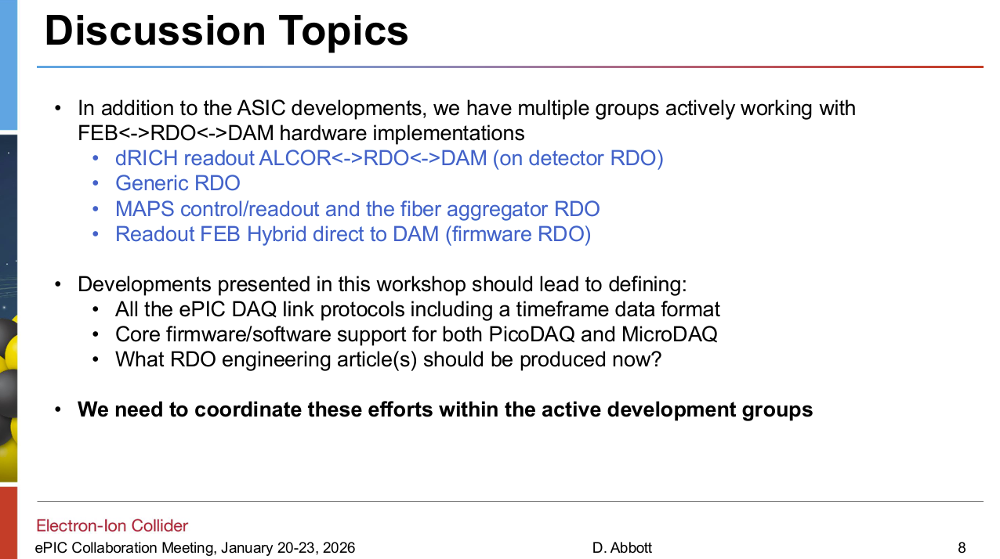 Discussion Topics
• In addition to the ASIC developments, we have multiple groups actively working with
FEB<->RDO<->DAM hardware implementations
• dRICH readout ALCOR<->RDO<->DAM (on detector RDO)
• Generic RDO
• MAPS control/readout and the fiber aggregator RDO
• Readout FEB Hybrid direct to DAM (firmware RDO)
• Developments presented in this workshop should lead to defining:
• All the ePIC DAQ link protocols including a timeframe data format
• Core firmware/software support for both PicoDAQ and MicroDAQ
• What RDO engineering article(s) should be produced now?
• We need to coordinate these efforts within the active development groups
Electron-Ion Collider
ePIC Collaboration Meeting, January 20-23, 2026 D. Abbott 8